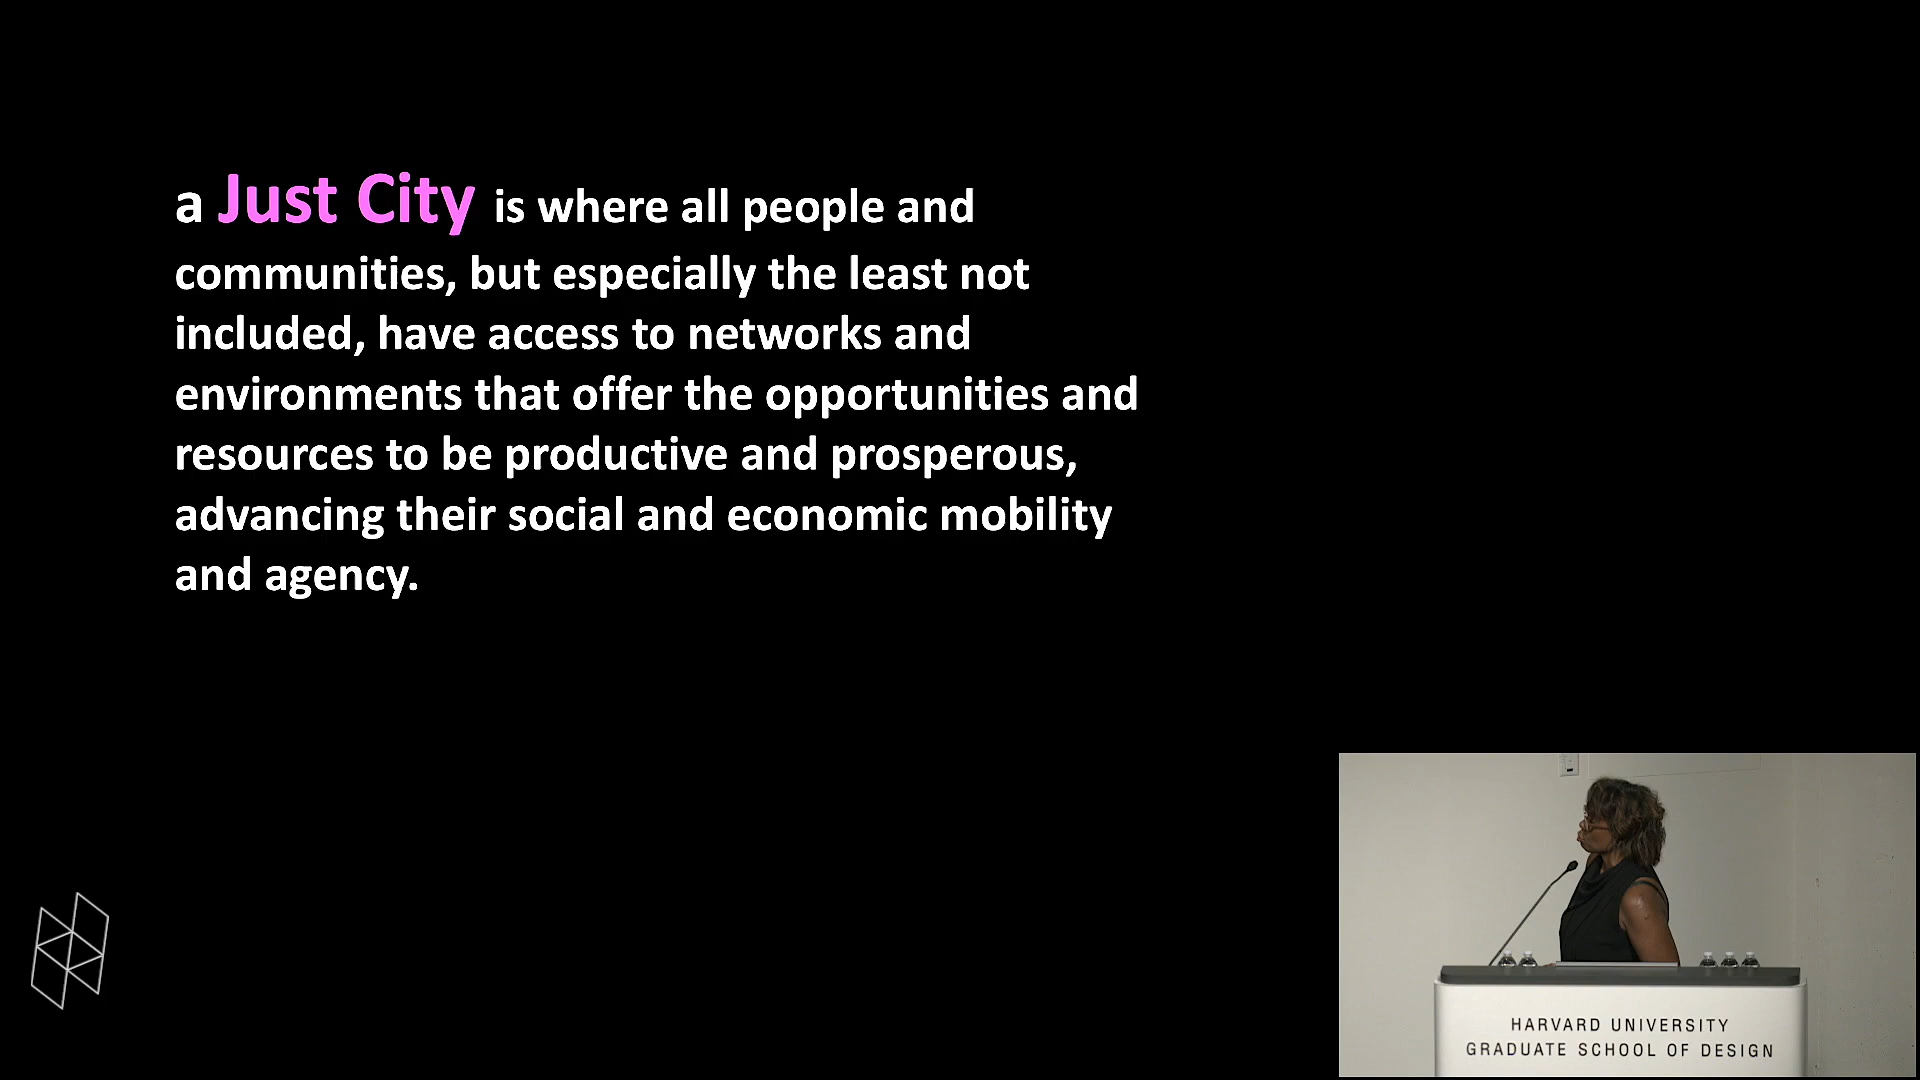 a Just City is where all people and
communities, but especially the least not
included, have access to networks and
environments that offer the opportunities and
resources to be productive and prosperous,
advancing their social and economic mobility
and agency.
HARVARD UNIVERSITY
GRADUATE SCHOOL OF DESIGN